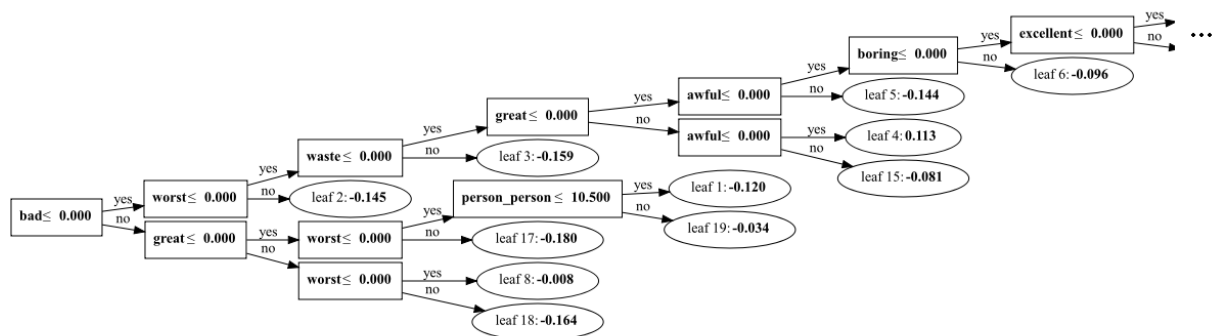 yes
excellent≤ 0.000
no
...
yes
boring≤ 0.000
no
leaf 6: -0.096
yes
awful≤ 0.000
no
leaf 5: -0.144
yes
great≤ 0.000
no
awful≤ 0.000
yes
leaf 4: 0.113
no
leaf 15: -0.081
yes
waste≤ 0.000
no
leaf 3: -0.159
yes
worst≤ 0.000
no
leaf 2: -0.145
yes
bad≤ 0.000
no
great≤ 0.000
yes
worst≤ 0.000
yes
person_person ≤ 10.500
yes
leaf 1: -0.120
no
leaf 19: -0.034
no
leaf 17: -0.180
no
worst≤ 0.000
yes
leaf 8: -0.008
no
leaf 18: -0.164